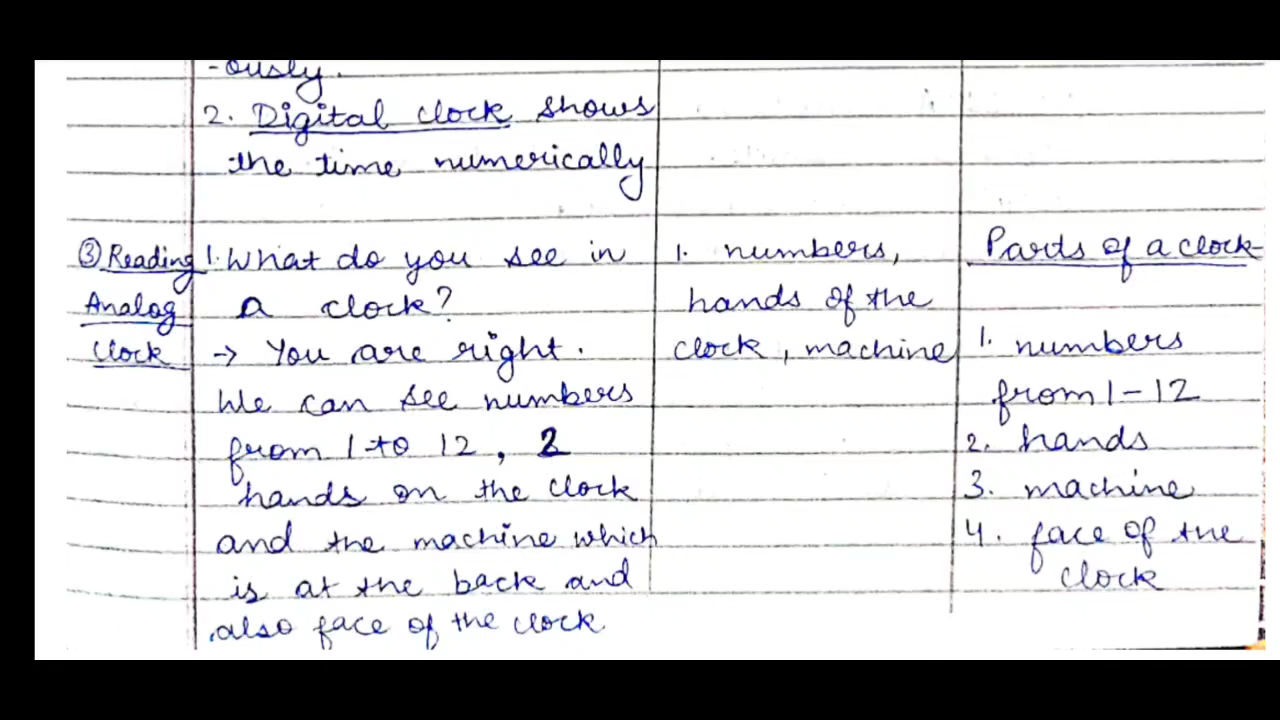 -ously.
2. Digital clock shows
the time numerically
③ Reading
Analog
Clock
1. What do you see in
a clock?
→ You are right.
We can see numbers
from 1 to 12, 2
hands on the clock
and the machine which
is at the back and
also face of the clock
1. numbers,
hands of the
clock, machine
Parts of a clock
1. numbers
from 1-12
2. hands
3. machine
4. face of the
clock